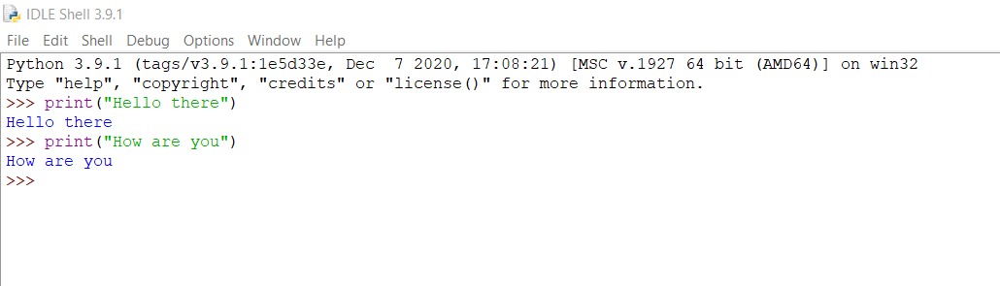 IDLE Shell 3.9.1
File Edit Shell Debug Options Window Help
Python 3.9.1 (tags/v3.9.1:1e5d33e, Dec  7 2020, 17:08:21) [MSC v.1927 64 bit (AMD64)] on win32
Type "help", "copyright", "credits" or "license()" for more information.
>>> print("Hello there")
Hello there
>>> print("How are you")
How are you
>>>